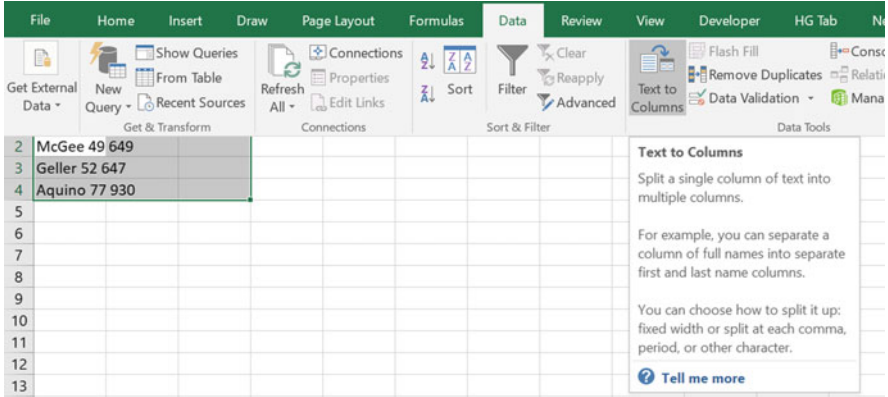 File Home Insert Draw Page Layout Formulas Data Review View Developer HG Tab
Show Queries Connections Clear Flash Fill
Get External New From Table Refresh Properties Sort Filter Reapply Text to Remove Duplicates
Data Query Recent Sources All Edit Links Advanced Columns Data Validation
Get & Transform Connections Sort & Filter Data Tools
2 McGee 49 649
3 Geller 52 647
4 Aquino 77 930
5
6
7
8
9
10
11
12
13
Text to Columns
Split a single column of text into
multiple columns.
For example, you can separate a
column of full names into separate
first and last name columns.
You can choose how to split it up:
fixed width or split at each comma,
period, or other character.
Tell me more